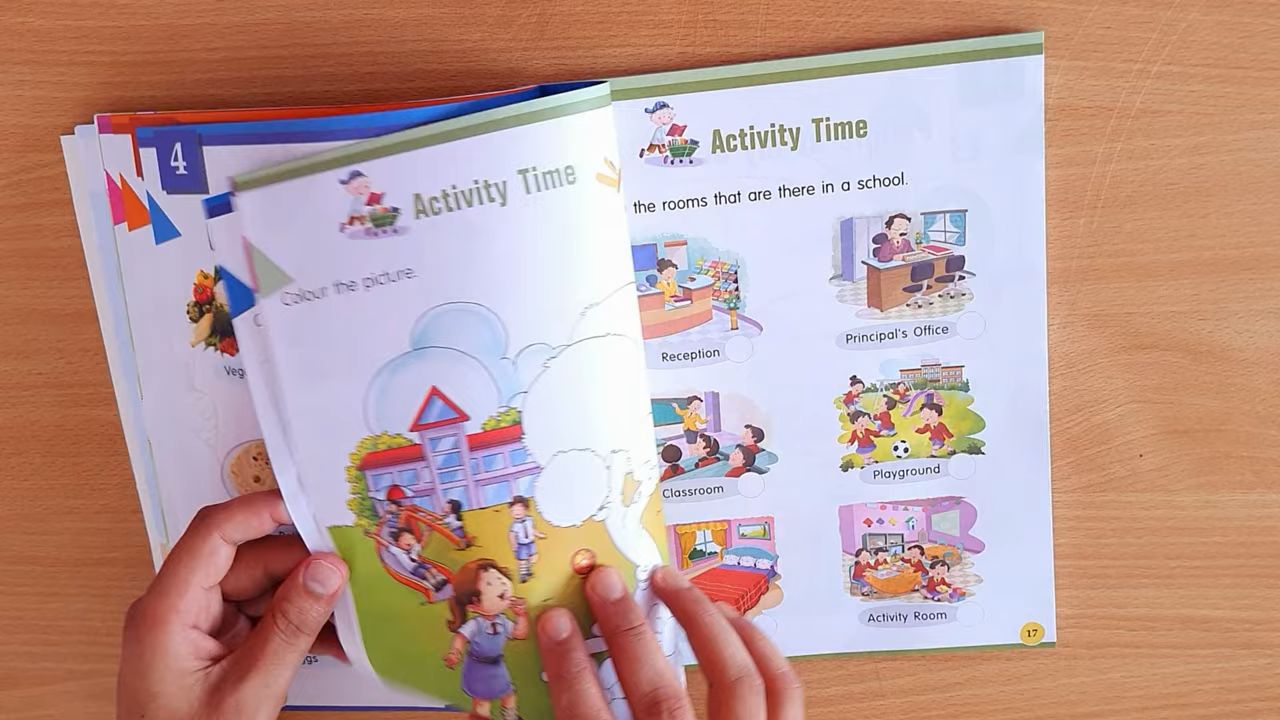 4
Activity Time
Colour the picture.
Activity Time
the rooms that are there in a school.
Reception
Principal's Office
Classroom
Playground
Activity Room
17